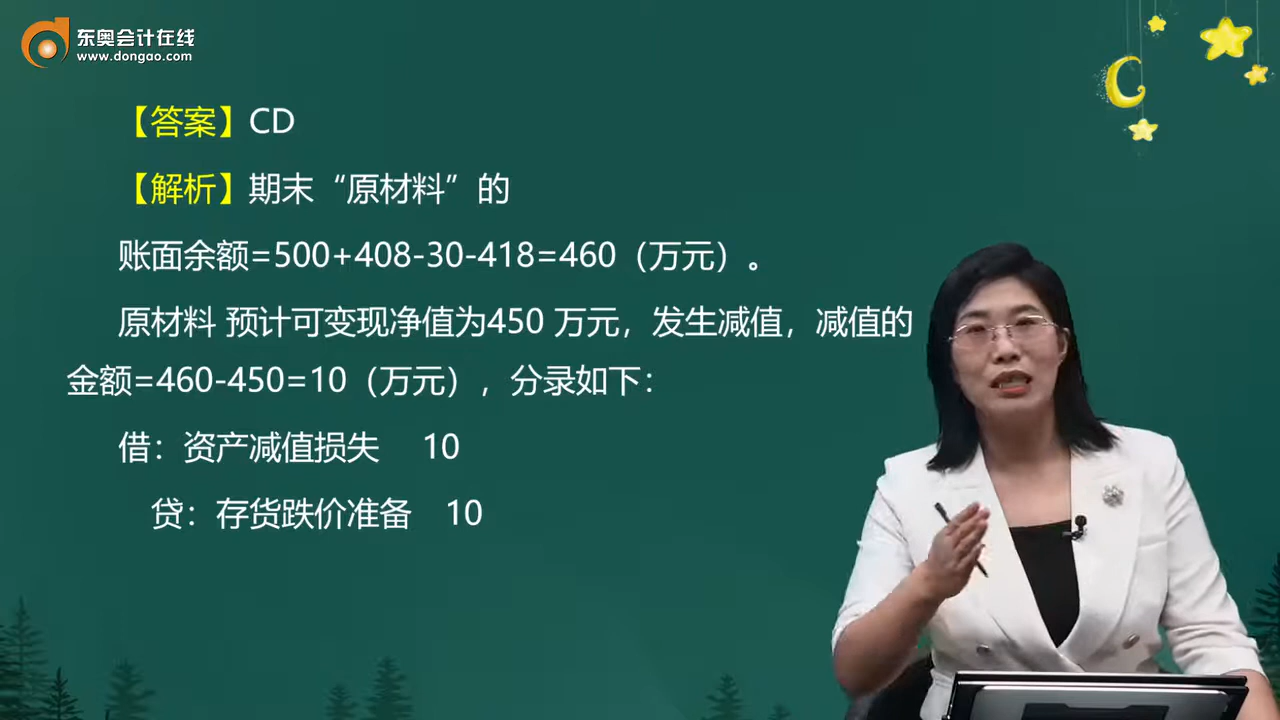 东奥会计在线
www.dongao.com
【答案】CD
【解析】期末“原材料”的
账面余额=500+408-30-418=460（万元）。
原材料 预计可变现净值为450 万元，发生减值，减值的
金额=460-450=10（万元），分录如下：
借：资产减值损失 10
贷：存货跌价准备 10